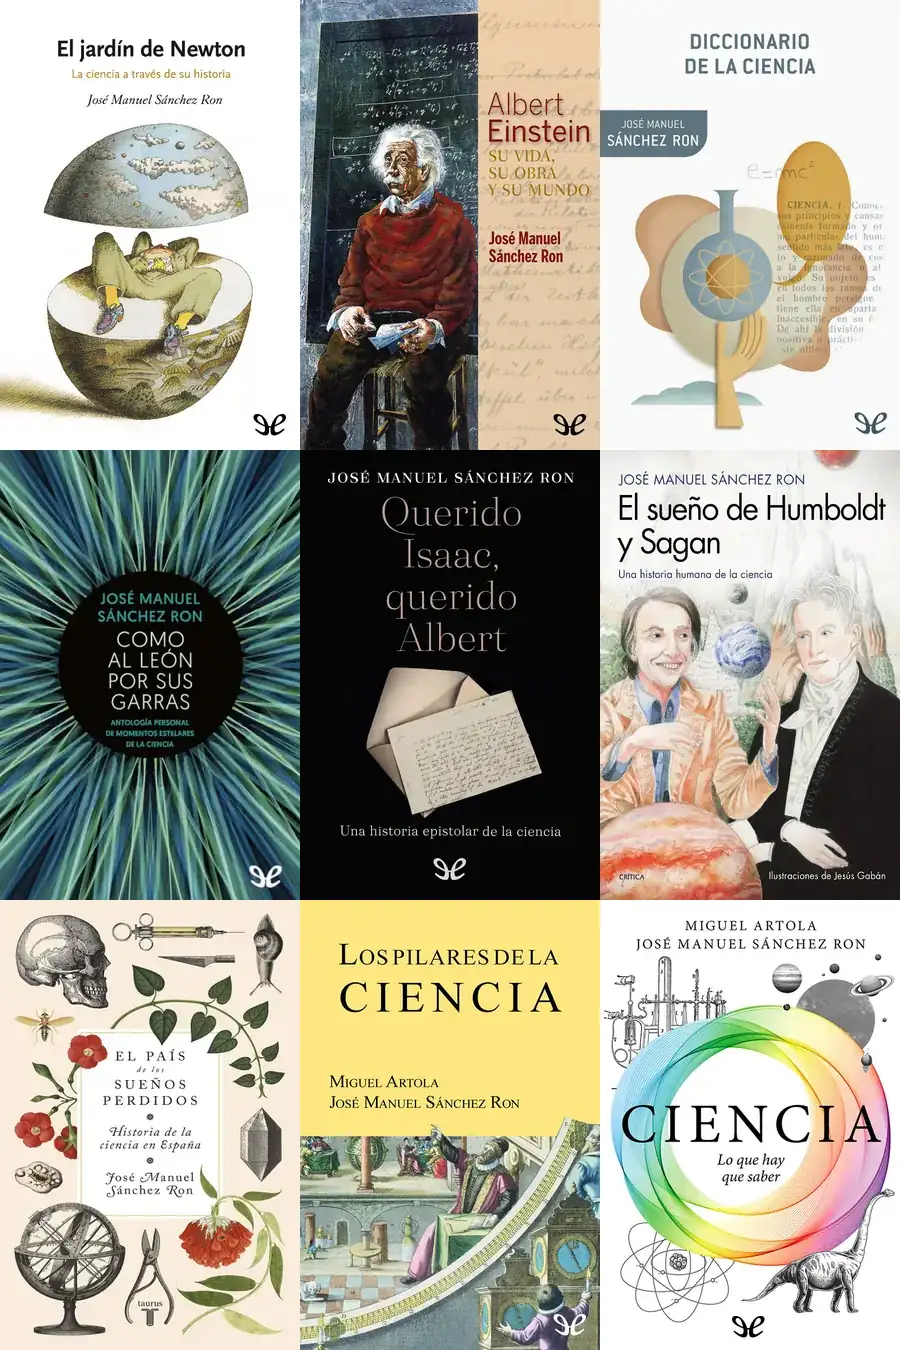 El jardín de Newton
La ciencia a través de su historia
José Manuel Sánchez Ron
Albert
Einstein
SU VIDA,
SU OBRA
Y SU MUNDO
José Manuel
Sánchez Ron
DICCIONARIO
DE LA CIENCIA
JOSÉ MANUEL
SÁNCHEZ RON
e=mc²
CIENCIA.
sus principios y causas
JOSÉ MANUEL
SÁNCHEZ RON
COMO
AL LEÓN
POR SUS
GARRAS
ANTOLOGÍA PERSONAL
DE MOMENTOS ESTELARES
DE LA CIENCIA
JOSÉ MANUEL SÁNCHEZ RON
Querido
Isaac,
querido
Albert
Una historia epistolar de la ciencia
JOSÉ MANUEL SÁNCHEZ RON
El sueño de Humboldt
y Sagan
Una historia humana de la ciencia
CRÍTICA
Ilustraciones de Jesús Gabán
EL PAÍS
de los
SUEÑOS
PERDIDOS
Historia de la
ciencia en España
José Manuel
Sánchez Ron
taurus
T
LOS PILARES DE LA
CIENCIA
MIGUEL ARTOLA
JOSÉ MANUEL SÁNCHEZ RON
MIGUEL ARTOLA
JOSÉ MANUEL SÁNCHEZ RON
CIENCIA
Lo que hay
que saber